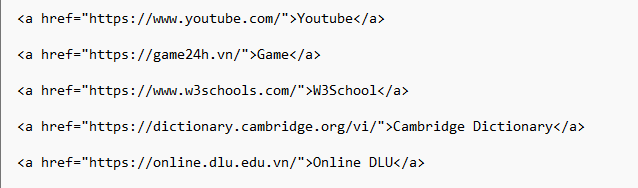 <a href="https://www.youtube.com/">Youtube</a>
<a href="https://game24h.vn/">Game</a>
<a href="https://www.w3schools.com/">W3School</a>
<a href="https://dictionary.cambridge.org/vi/">Cambridge Dictionary</a>
<a href="https://online.dlu.edu.vn/">Online DLU</a>